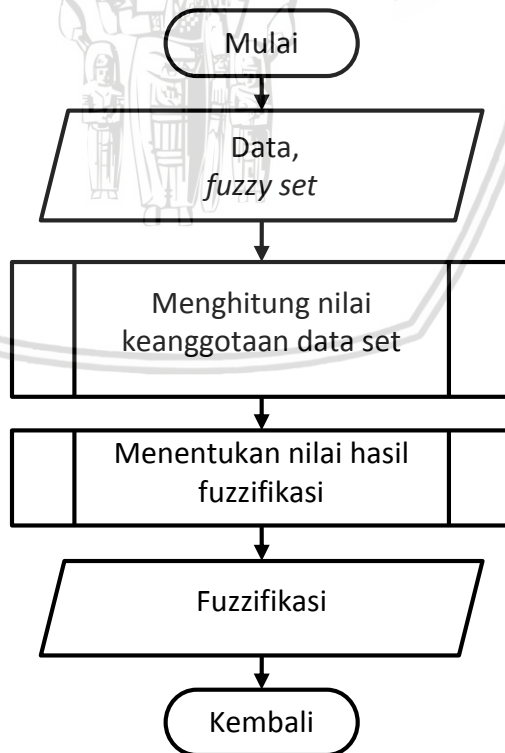 Mulai
Data,
fuzzy set
Menghitung nilai
keanggotaan data set
Menentukan nilai hasil
fuzzifikasi
Fuzzifikasi
Kembali